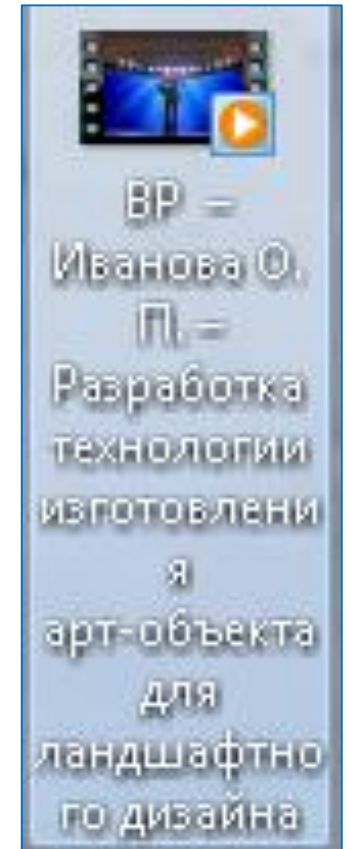 ВР –
Иванова О.
П. –
Разработка
технологии
изготовлени
я
арт-объекта
для
ландшафтно
го дизайна